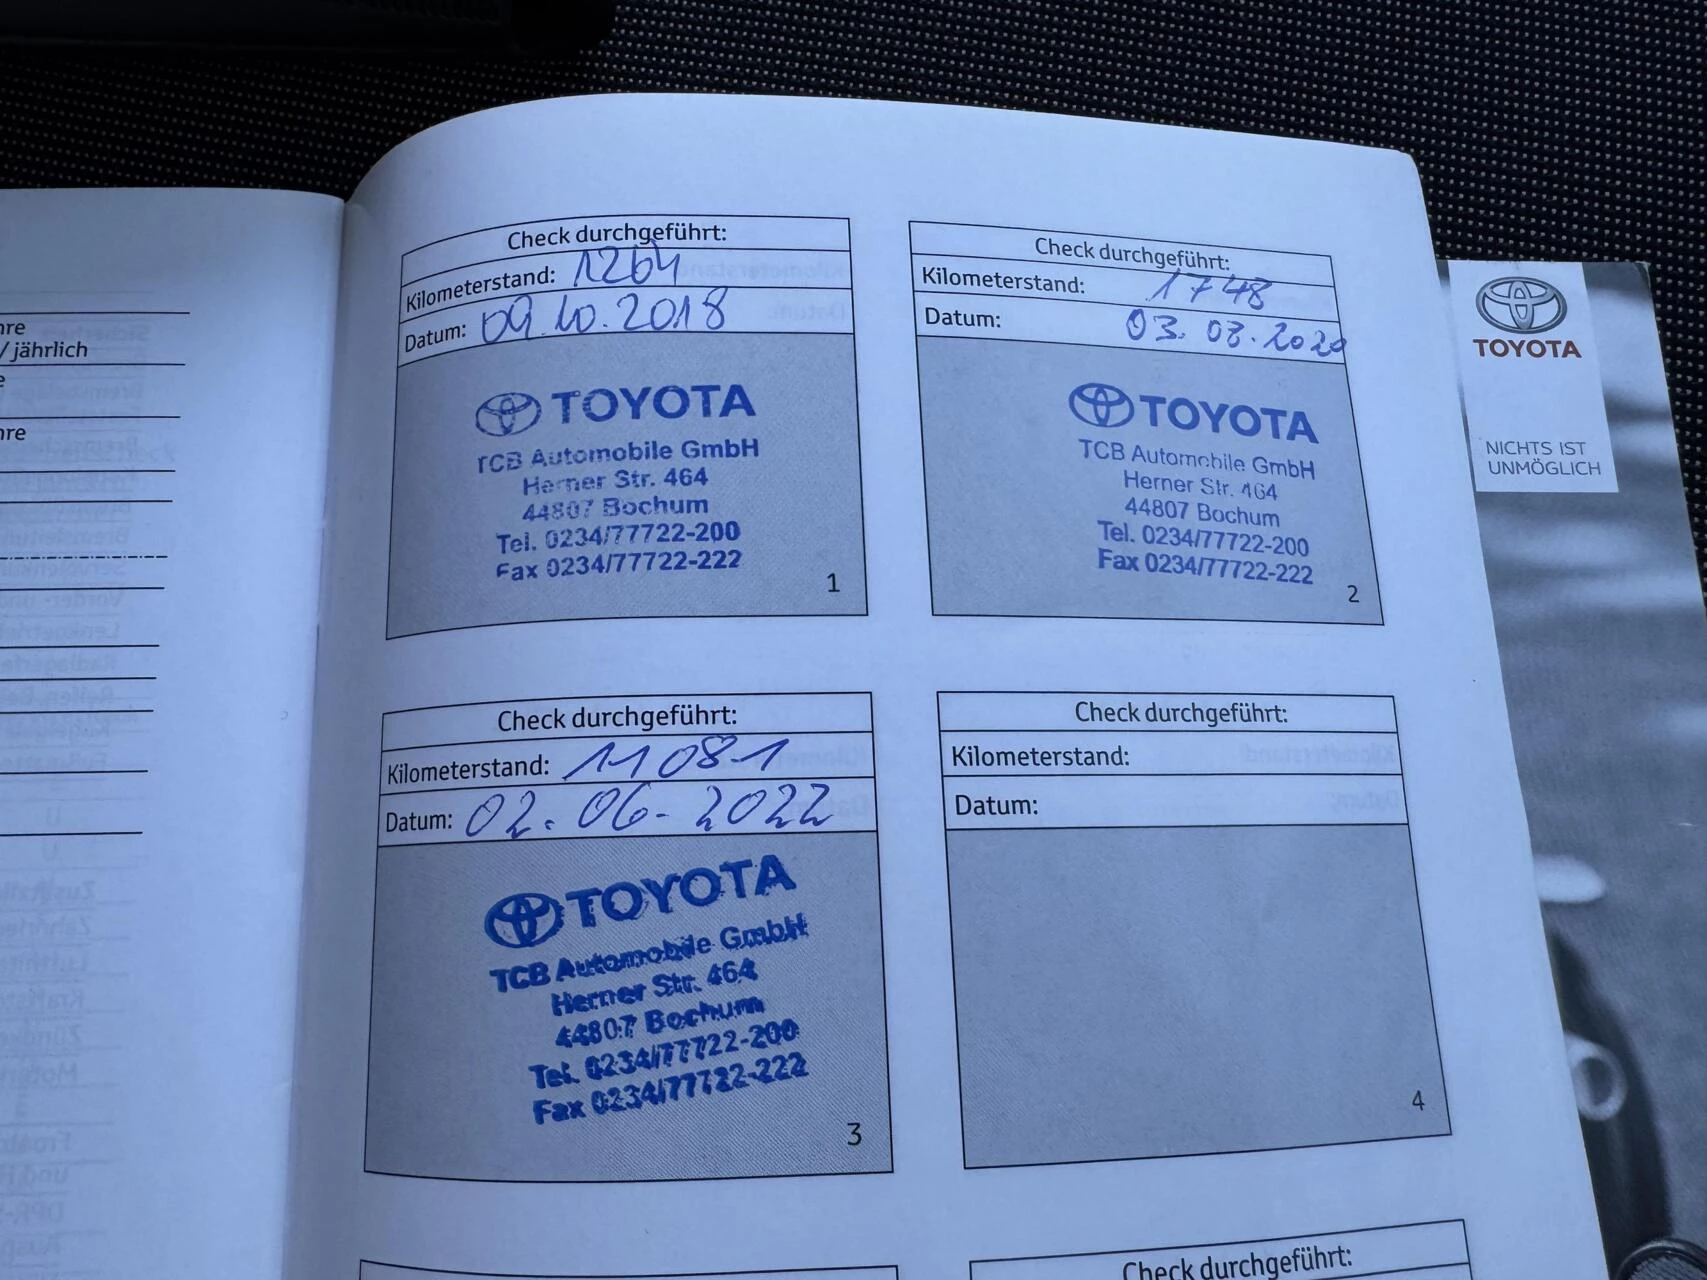 nre
/ jährlich
e
nre
Check durchgeführt:
Kilometerstand: 1264
Datum: 09.10.2018
TOYOTA
TCB Automobile GmbH
Herner Str. 464
44807 Bochum
Tel. 0234/77722-200
Fax 0234/77722-222
1
Check durchgeführt:
Kilometerstand: 1748
Datum: 03.03.2020
TOYOTA
TCB Automobile GmbH
Herner Str. 464
44807 Bochum
Tel. 0234/77722-200
Fax 0234/77722-222
2
Check durchgeführt:
Kilometerstand: 11081
Datum: 02.06-2022
TOYOTA
TCB Automobile GmbH
Herner Str. 464
44807 Bochum
Tel. 0234/77722-200
Fax 0234/77722-222
3
Check durchgeführt:
Kilometerstand:
Datum:
4
Check durchgeführt:
TOYOTA
NICHTS IST
UNMÖGLICH